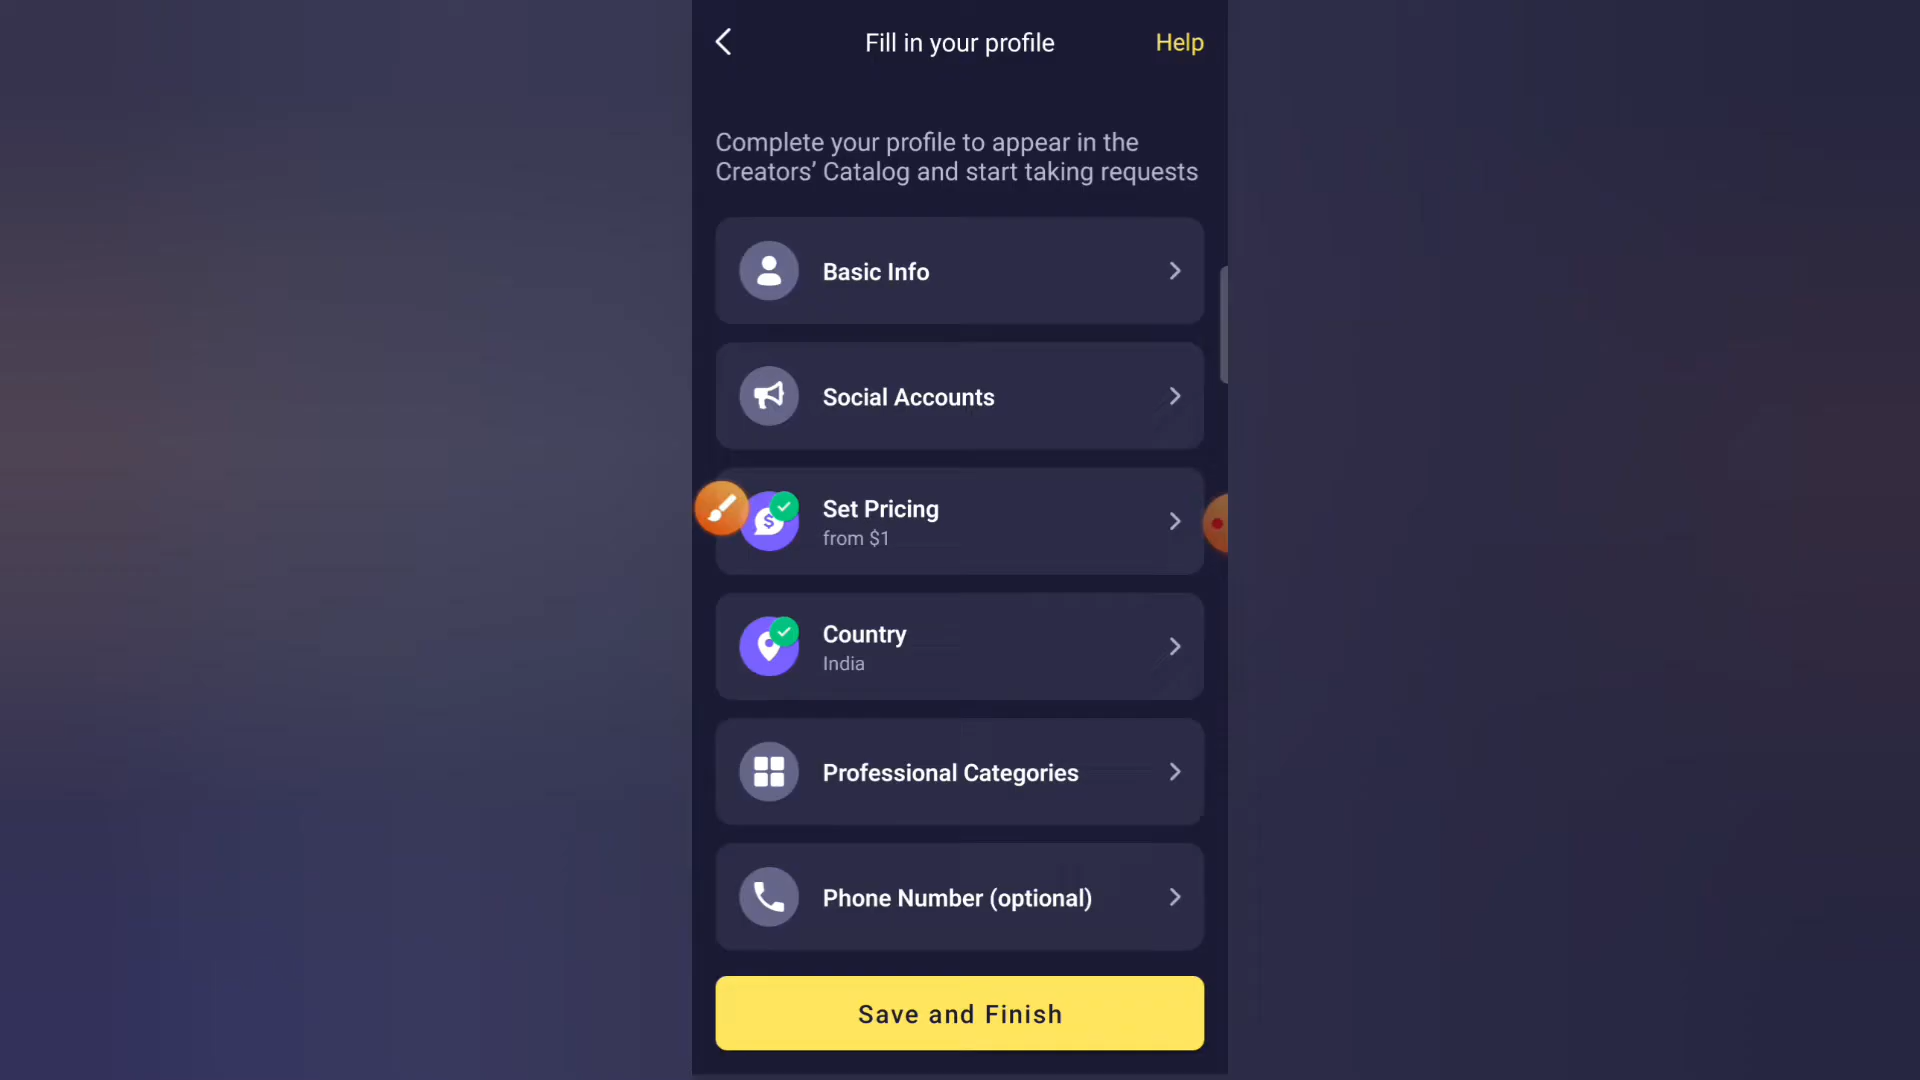 Fill in your profile
Help
Complete your profile to appear in the
Creators’ Catalog and start taking requests
Basic Info
Social Accounts
Set Pricing
from $1
Country
India
Professional Categories
Phone Number (optional)
Save and Finish